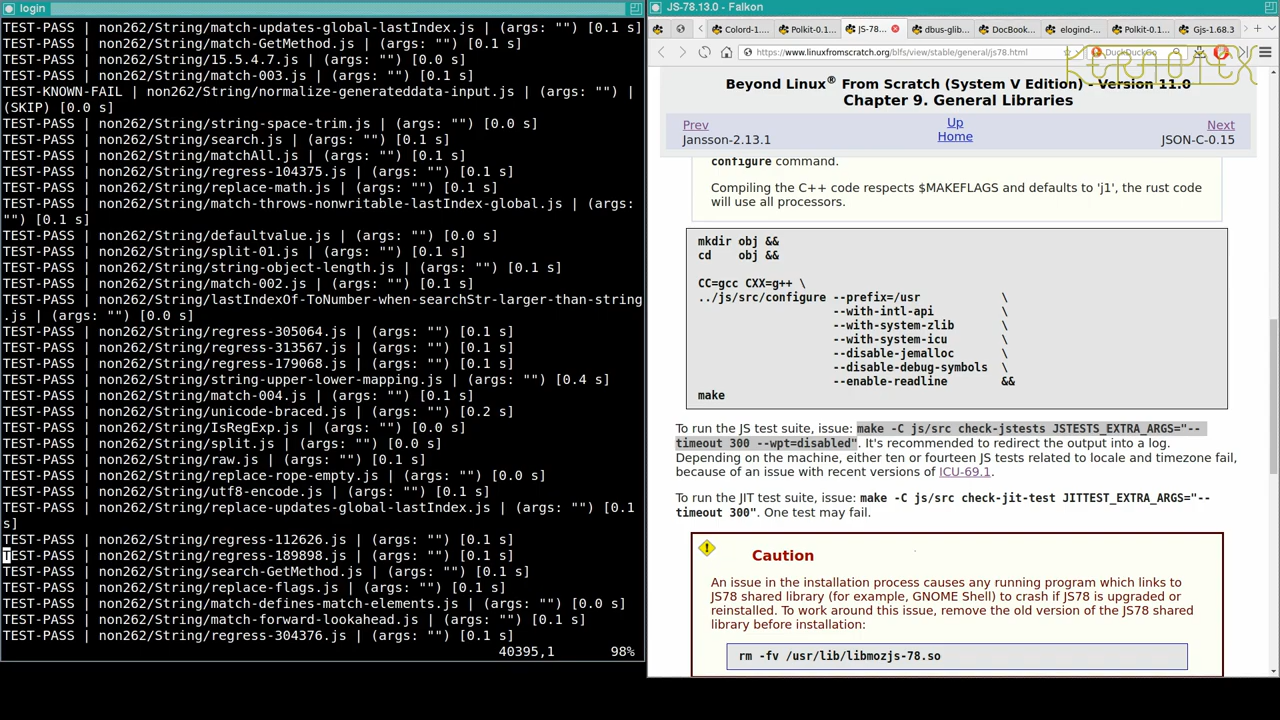 login
TEST-PASS | non262/String/match-updates-global-lastIndex.js | (args: "") [0.1 s]
TEST-PASS | non262/String/match-GetMethod.js | (args: "") [0.1 s]
TEST-PASS | non262/String/15.5.4.7.js | (args: "") [0.1 s]
TEST-PASS | non262/String/match-003.js | (args: "") [0.1 s]
TEST-KNOWN-FAIL | non262/String/normalize-generateddata-input.js | (args: "") |
(SKIP) [0.0 s]
TEST-PASS | non262/String/string-space-trim.js | (args: "") [0.0 s]
TEST-PASS | non262/String/search.js | (args: "") [0.1 s]
TEST-PASS | non262/String/matchAll.js | (args: "") [0.1 s]
TEST-PASS | non262/String/regress-104375.js | (args: "") [0.1 s]
TEST-PASS | non262/String/replace-math.js | (args: "") [0.1 s]
TEST-PASS | non262/String/match-throws-nonwritable-lastIndex-global.js | (args:
"") [0.1 s]
TEST-PASS | non262/String/defaultvalue.js | (args: "") [0.0 s]
TEST-PASS | non262/String/split-01.js | (args: "") [0.1 s]
TEST-PASS | non262/String/string-object-length.js | (args: "") [0.1 s]
TEST-PASS | non262/String/match-002.js | (args: "") [0.1 s]
TEST-PASS | non262/String/lastIndexOf-ToNumber-when-searchStr-larger-than-string
.js | (args: "") [0.0 s]
TEST-PASS | non262/String/regress-305064.js | (args: "") [0.1 s]
TEST-PASS | non262/String/regress-313567.js | (args: "") [0.1 s]
TEST-PASS | non262/String/regress-179068.js | (args: "") [0.1 s]
TEST-PASS | non262/String/string-upper-lower-mapping.js | (args: "") [0.4 s]
TEST-PASS | non262/String/match-004.js | (args: "") [0.1 s]
TEST-PASS | non262/String/unicode-braced.js | (args: "") [0.2 s]
TEST-PASS | non262/String/IsRegExp.js | (args: "") [0.0 s]
TEST-PASS | non262/String/split.js | (args: "") [0.0 s]
TEST-PASS | non262/String/raw.js | (args: "") [0.1 s]
TEST-PASS | non262/String/replace-rope-empty.js | (args: "") [0.0 s]
TEST-PASS | non262/String/utf8-encode.js | (args: "") [0.1 s]
TEST-PASS | non262/String/replace-updates-global-lastIndex.js | (args: "") [0.1
s]
TEST-PASS | non262/String/regress-112626.js | (args: "") [0.1 s]
TEST-PASS | non262/String/regress-189898.js | (args: "") [0.1 s]
TEST-PASS | non262/String/search-GetMethod.js | (args: "") [0.1 s]
TEST-PASS | non262/String/replace-flags.js | (args: "") [0.1 s]
TEST-PASS | non262/String/match-defines-match-elements.js | (args: "") [0.0 s]
TEST-PASS | non262/String/match-forward-lookahead.js | (args: "") [0.1 s]
TEST-PASS | non262/String/regress-304376.js | (args: "") [0.1 s]
40395,1 98%
JS-78.13.0 - Falkon
Colord-1.... Polkit-0.1... JS-78... dbus-glib... DocBook... elogind-... Polkit-0.1... Gjs-1.68.3
https://www.linuxfromscratch.org/blfs/view/stable/general/js78.html DuckDuckGo
KERNOTEX
Beyond Linux® From Scratch (System V Edition) - Version 11.0
Chapter 9. General Libraries
Prev Up Next
Jansson-2.13.1 Home JSON-C-0.15
configure command.
Compiling the C++ code respects $MAKEFLAGS and defaults to 'j1', the rust code
will use all processors.
mkdir obj &&
cd    obj &&
CC=gcc CXX=g++ \
../js/src/configure --prefix=/usr \
--with-intl-api \
--with-system-zlib \
--with-system-icu \
--disable-jemalloc \
--disable-debug-symbols \
--enable-readline &&
make
To run the JS test suite, issue: make -C js/src check-jstests JSTESTS_EXTRA_ARGS="--
timeout 300 --wpt=disabled". It's recommended to redirect the output into a log.
Depending on the machine, either ten or fourteen JS tests related to locale and timezone fail,
because of an issue with recent versions of ICU-69.1.
To run the JIT test suite, issue: make -C js/src check-jit-test JITTEST_EXTRA_ARGS="--
timeout 300". One test may fail.
Caution
An issue in the installation process causes any running program which links to
JS78 shared library (for example, GNOME Shell) to crash if JS78 is upgraded or
reinstalled. To work around this issue, remove the old version of the JS78 shared
library before installation:
rm -fv /usr/lib/libmozjs-78.so